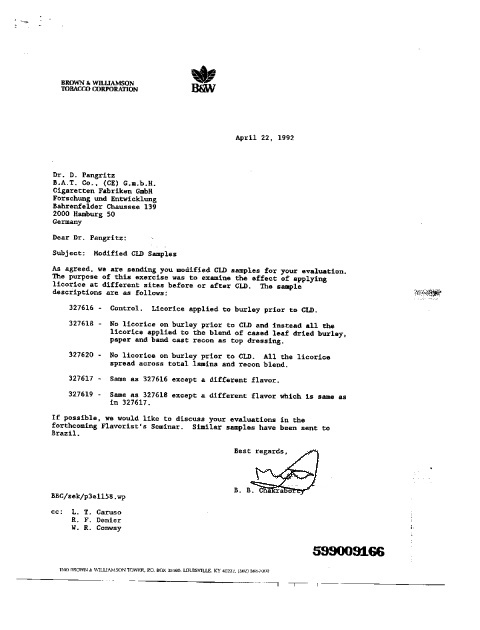 BROWN & WILLIAMSON
TOBACCO CORPORATION
B&W
April 22, 1992
Dr. D. Pangritz
B.A.T. Co., (CE) G.m.b.H.
Cigaretten Fabriken GmbH
Forschung und Entwicklung
Bahrenfelder Chaussee 139
2000 Hamburg 50
Germany
Dear Dr. Pangritz:
Subject: Modified CLD Samples
As agreed, we are sending you modified CLD samples for your evaluation.
The purpose of this exercise was to examine the effect of applying
licorice at different sites before or after CLD. The sample
descriptions are as follows:
327616 - Control. Licorice applied to burley prior to CLD.
327618 - No licorice on burley prior to CLD and instead all the
licorice applied to the blend of cased leaf dried burley,
paper and band cast recon as top dressing.
327620 - No licorice on burley prior to CLD. All the licorice
spread across total lamina and recon blend.
327617 - Same as 327616 except a different flavor.
327619 - Same as 327618 except a different flavor which is same as
in 327617.
If possible, we would like to discuss your evaluations in the
forthcoming Flavorist's Seminar. Similar samples have been sent to
Brazil.
Best regards,
B. B. Chakraborty
BBC/sek/p3e1158.wp
cc: L. T. Caruso
R. F. Denier
W. R. Conway
599009166
1500 BROWN & WILLIAMSON TOWER, P.O. BOX 35090, LOUISVILLE, KY 40232, (502) 568-7000